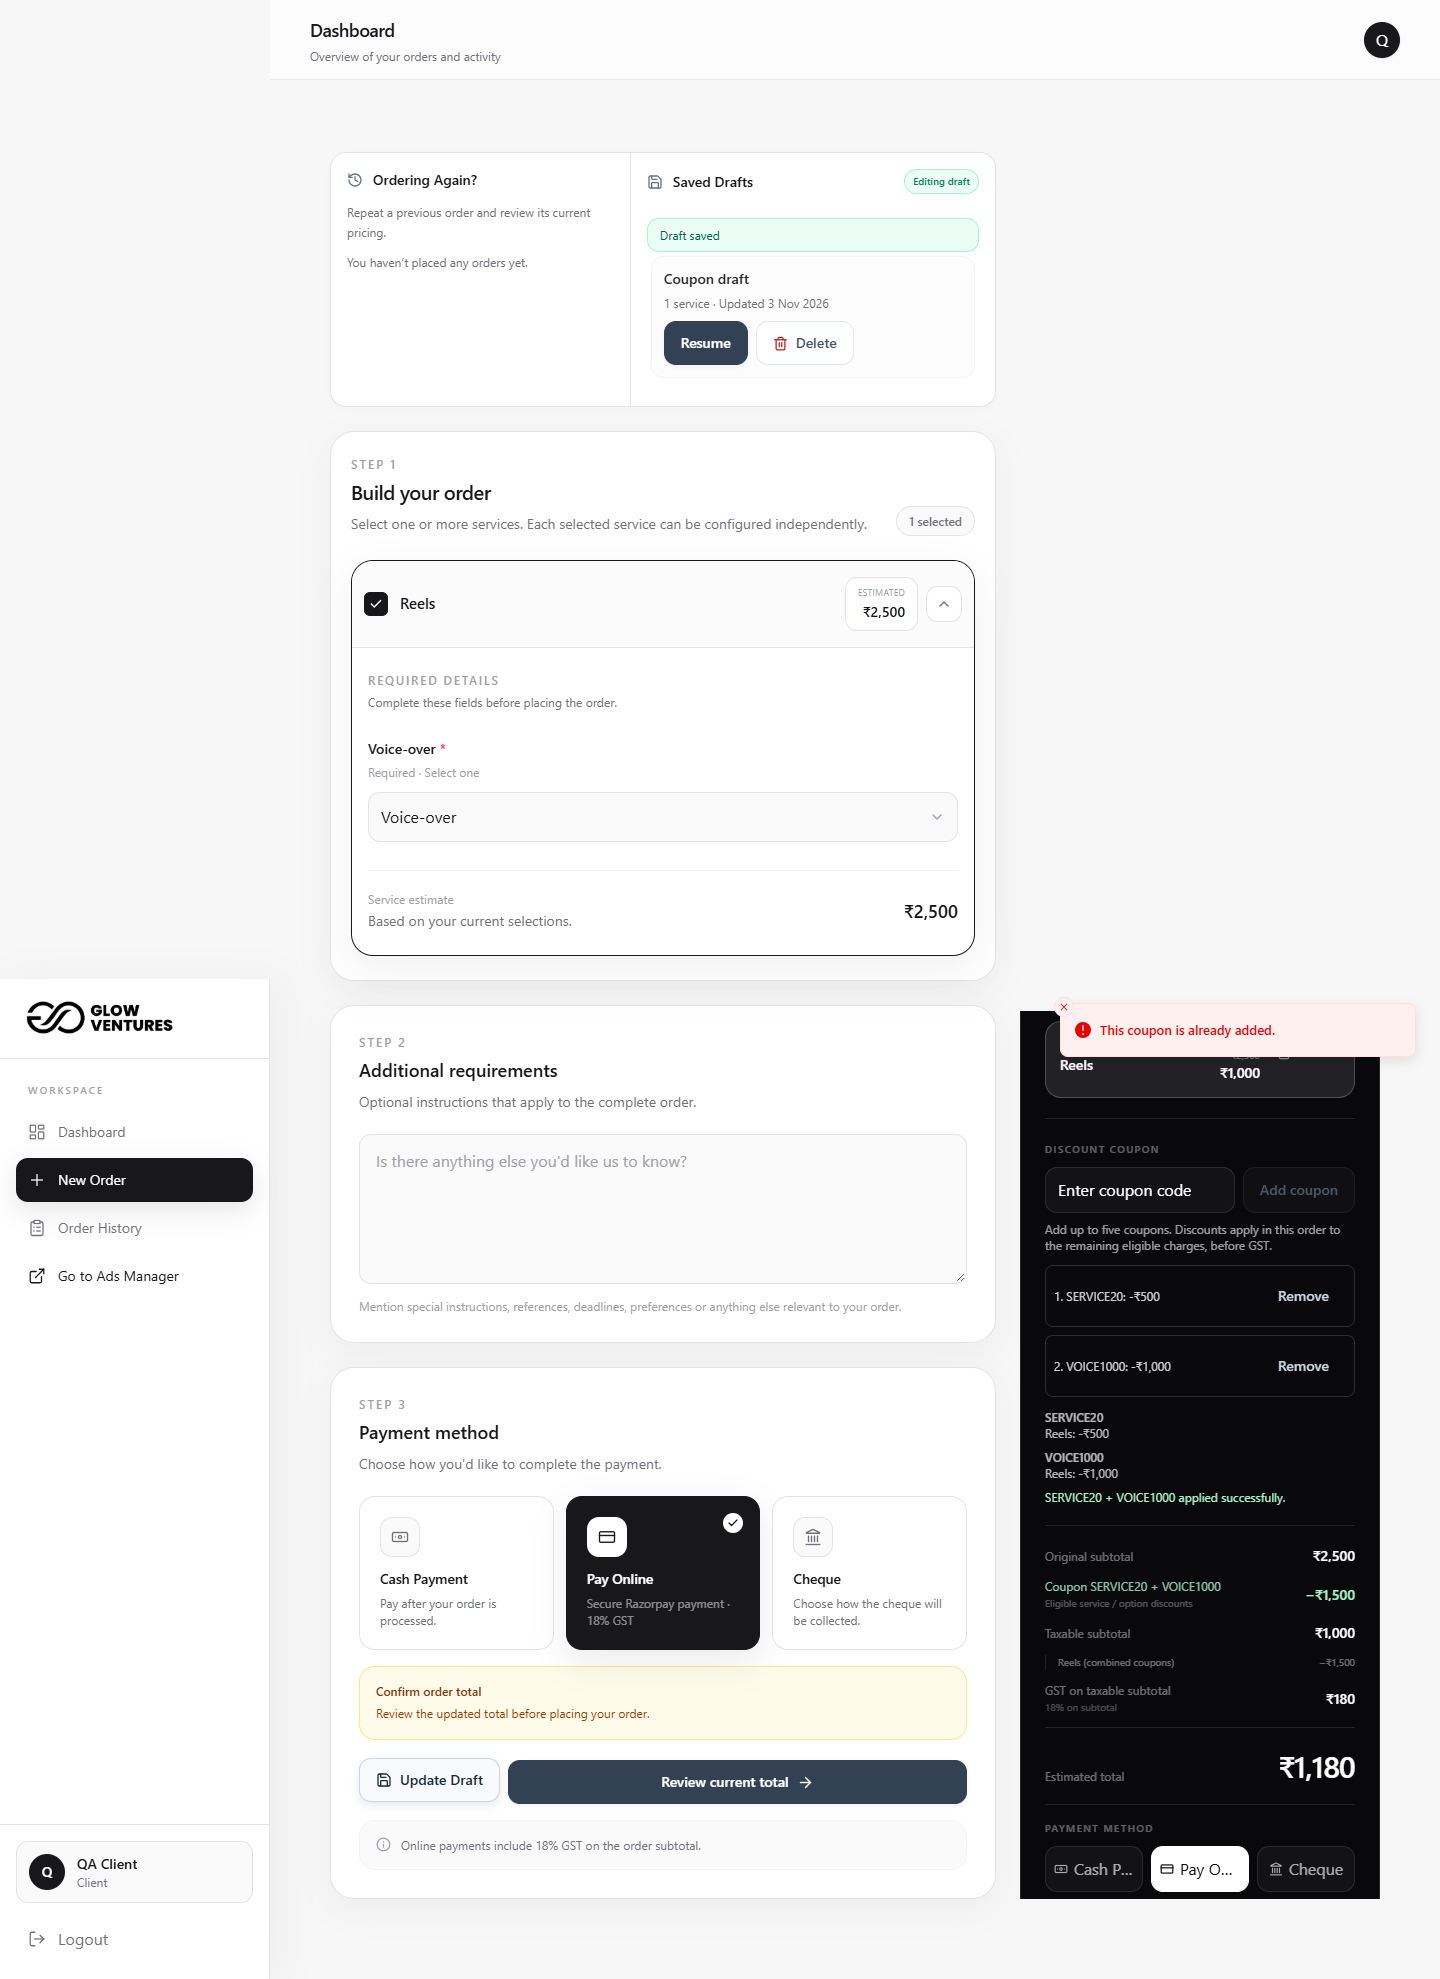 Dashboard
Overview of your orders and activity
Q
Ordering Again?
Repeat a previous order and review its current
pricing.
You haven't placed any orders yet.
Saved Drafts
Editing draft
Draft saved
Coupon draft
1 service · Updated 3 Nov 2026
Resume
Delete
STEP 1
Build your order
Select one or more services. Each selected service can be configured independently.
1 selected
Reels
ESTIMATED
₹2,500
REQUIRED DETAILS
Complete these fields before placing the order.
Voice-over *
Required · Select one
Voice-over
Service estimate
Based on your current selections.
₹2,500
GLOW
VENTURES
WORKSPACE
Dashboard
New Order
Order History
Go to Ads Manager
QA Client
Client
Q
Logout
STEP 2
Additional requirements
Optional instructions that apply to the complete order.
Is there anything else you'd like us to know?
Mention special instructions, references, deadlines, preferences or anything else relevant to your order.
STEP 3
Payment method
Choose how you'd like to complete the payment.
Cash Payment
Pay after your order is
processed.
Pay Online
Secure Razorpay payment ·
18% GST
Cheque
Choose how the cheque will
be collected.
Confirm order total
Review the updated total before placing your order.
Update Draft
Review current total
Online payments include 18% GST on the order subtotal.
This coupon is already added.
Reels
₹1,000
DISCOUNT COUPON
Enter coupon code
Add coupon
Add up to five coupons. Discounts apply in this order to
the remaining eligible charges, before GST.
1. SERVICE20: -₹500
Remove
2. VOICE1000: -₹1,000
Remove
SERVICE20
Reels: -₹500
VOICE1000
Reels: -₹1,000
SERVICE20 + VOICE1000 applied successfully.
Original subtotal
₹2,500
Coupon SERVICE20 + VOICE1000
Eligible service / option discounts
−₹1,500
Taxable subtotal
₹1,000
Reels (combined coupons)
−₹1,500
GST on taxable subtotal
18% on subtotal
₹180
Estimated total
₹1,180
PAYMENT METHOD
Cash P...
Pay O...
Cheque